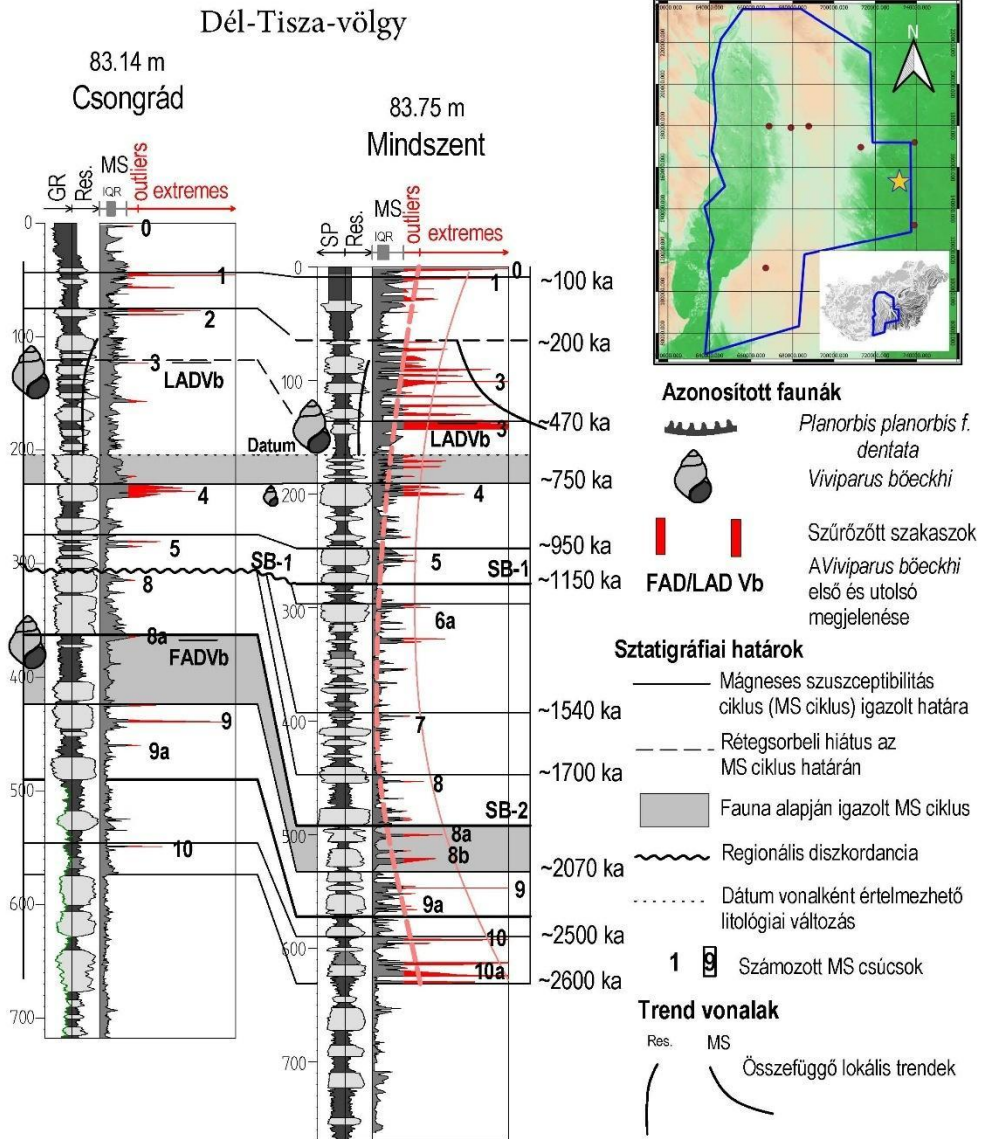 Dél-Tisza-völgy
83.14 m
Csongrád
83.75 m
Mindszent
GR
Res.
MS
IQR
outliers
extremes
SP
Res.
MS
IQR
outliers
extremes
0
100
200
300
400
500
600
700
0
1
2
3
LADVb
Datum
4
5
SB-1
8
8a
FADVb
9
9a
10
0
100
200
300
400
500
600
700
0
1
3
3
LADVb
4
5
SB-1
6a
7
8
SB-2
8a
8b
9
9a
10
10a
~100 ka
~200 ka
~470 ka
~750 ka
~950 ka
~1150 ka
~1540 ka
~1700 ka
~2070 ka
~2500 ka
~2600 ka
N
Azonosított faunák
Planorbis planorbis f.
dentata
Viviparus böeckhi
Szűrőzőtt szakaszok
FAD/LAD Vb
AViviparus böeckhi
első és utolsó
megjelenése
Sztatigráfiai határok
Mágneses szuszceptibilitás
ciklus (MS ciklus) igazolt határa
Rétegsorbeli hiátus az
MS ciklus határán
Fauna alapján igazolt MS ciklus
Regionális diszkordancia
Dátum vonalként értelmezhető
litológiai változás
1 9 Számozott MS csúcsok
Trend vonalak
Res. MS
Összefüggő lokális trendek